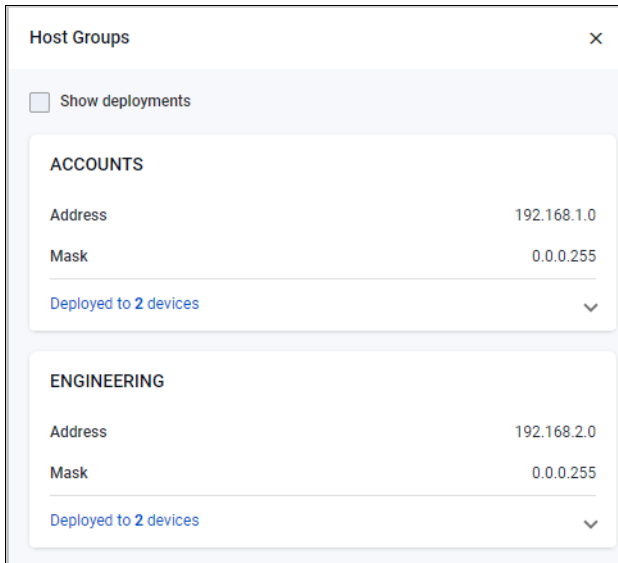 Host Groups
Show deployments
ACCOUNTS
Address 192.168.1.0
Mask 0.0.0.255
Deployed to 2 devices
ENGINEERING
Address 192.168.2.0
Mask 0.0.0.255
Deployed to 2 devices